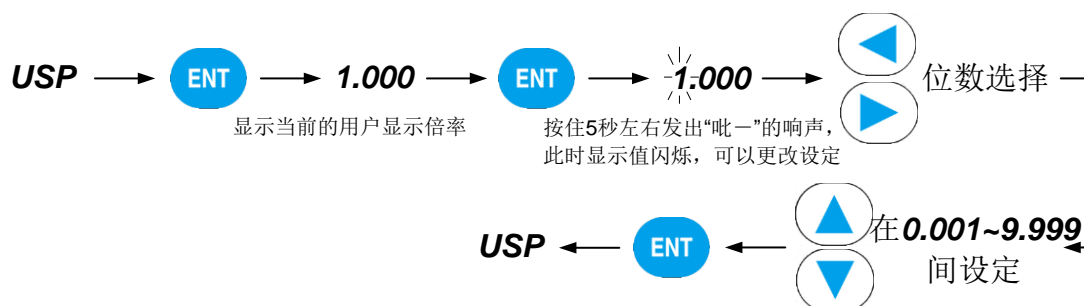 USP ENT 1.000 ENT 1.000 位数选择
显示当前的用户显示倍率
按住5秒左右发出“吡－”的响声，
此时显示值闪烁，可以更改设定
USP ENT 在0.001~9.999
间设定